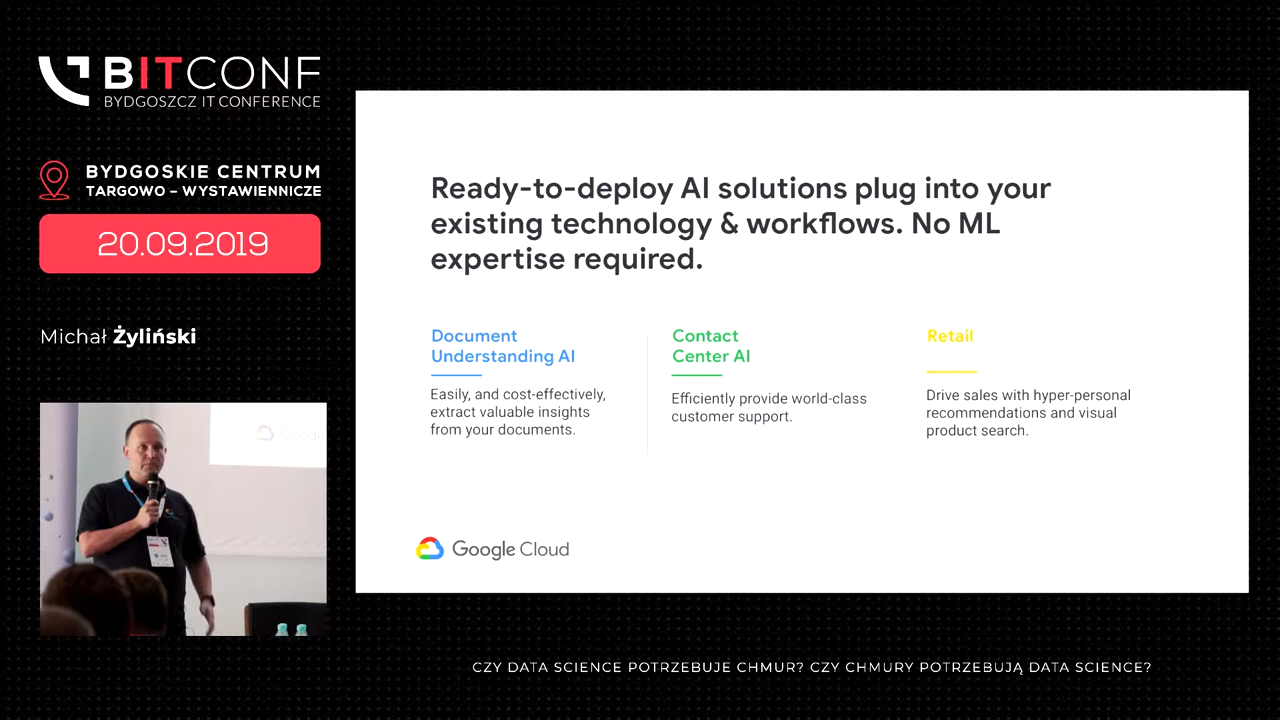 BITCONF
BYDGOSZCZ IT CONFERENCE
BYDGOSKIE CENTRUM
TARGOWO – WYSTAWIENNICZE
20.09.2019
Michał Żyliński
Ready-to-deploy AI solutions plug into your
existing technology & workflows. No ML
expertise required.
Document
Understanding AI
Easily, and cost-effectively,
extract valuable insights
from your documents.
Contact
Center AI
Efficiently provide world-class
customer support.
Retail
Drive sales with hyper-personal
recommendations and visual
product search.
Google Cloud
CZY DATA SCIENCE POTRZEBUJE CHMUR? CZY CHMURY POTRZEBUJĄ DATA SCIENCE?